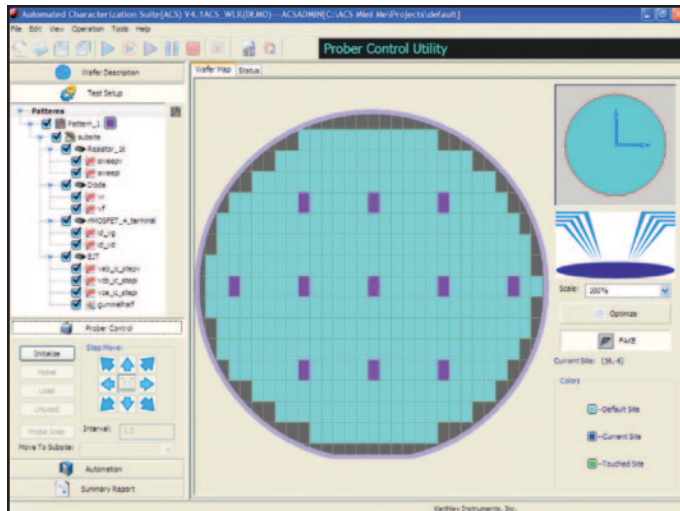 Automated Characterization Suite(ACS) V4.1ACS_WLR(DEMO)---ACSADMIN[C:\ACS Mini Me\Projects\default]
File Edit View Operation Tools Help
Prober Control Utility
Wafer Description
Test Setup
Patterns
Pattern_1
subsite
Resistor_1k
sweepv
sweepi
Diode
vr
vf
nMOSFET_4_terminal
id_vg
id_vd
BJT
veb_ic_stepv
vcb_ic_stepi
vce_ic_stepi
gummelhalf
Prober Control
Initialize
Step Move:
Home
Load
UnLoad
Probe Sites
Interval:
1.0
Move To Subsite:
Automation
Summary Report
Wafer Map Status
Scale: 100%
Optimize
FAKE
Current Site: (16,-6)
Colors
--Default Site
--Current Site
--Touched Site
Keithley Instruments, Inc.